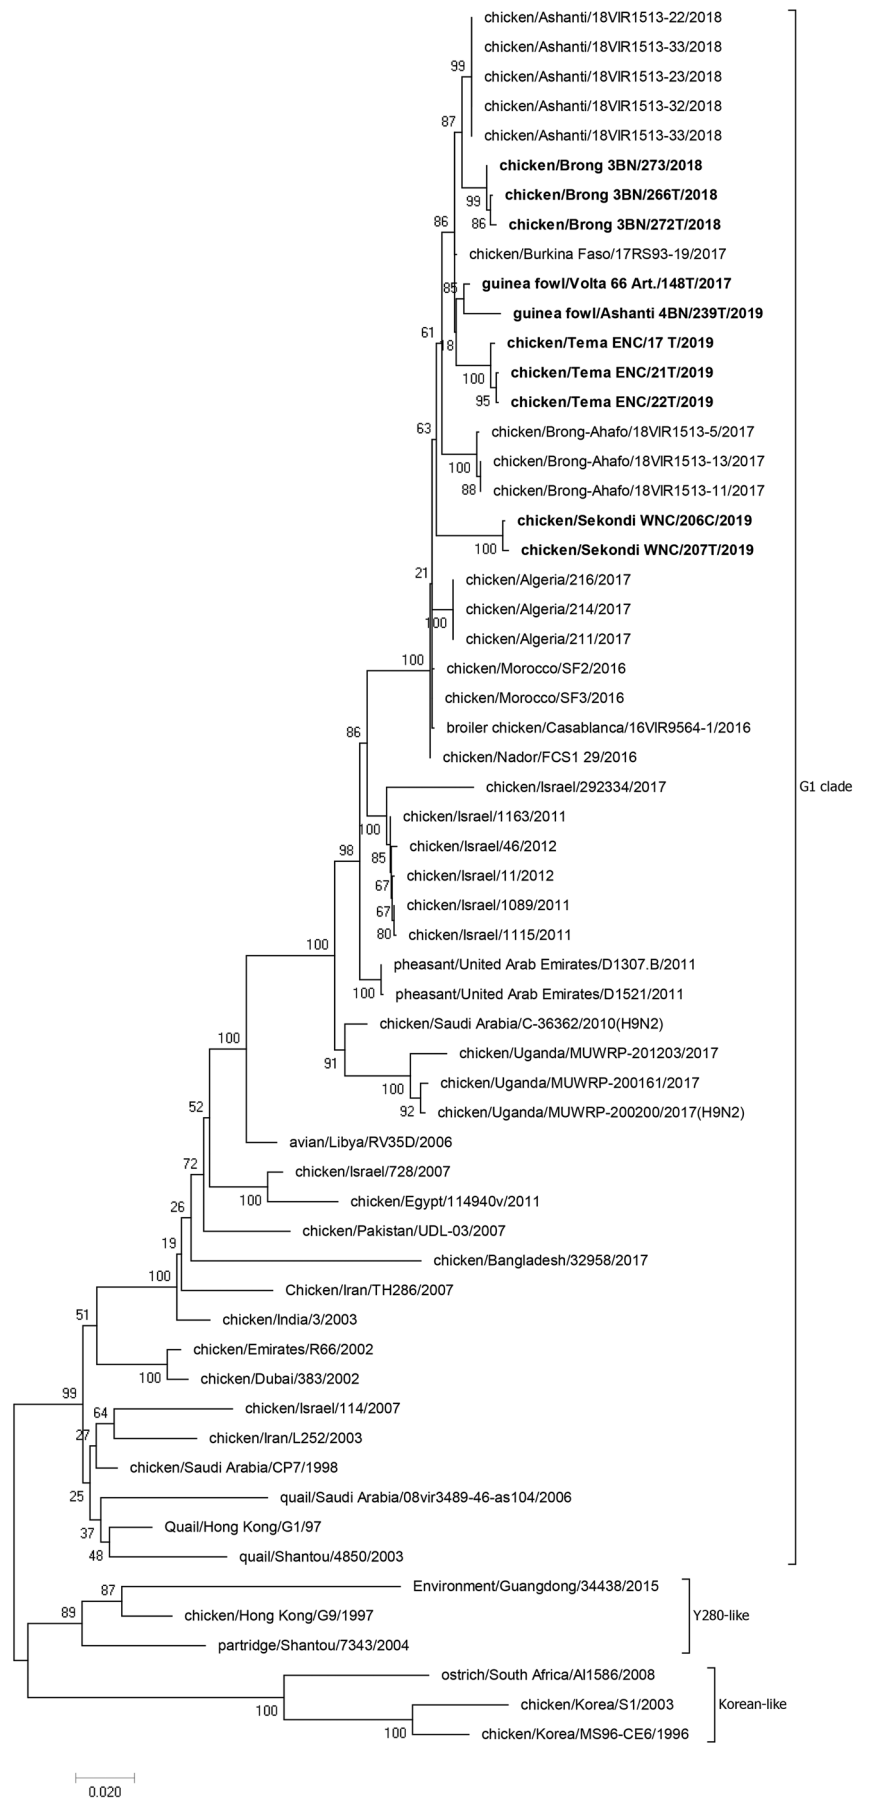 chicken/Ashanti/18VIR1513-22/2018
chicken/Ashanti/18VIR1513-33/2018
99
chicken/Ashanti/18VIR1513-23/2018
chicken/Ashanti/18VIR1513-32/2018
87
chicken/Ashanti/18VIR1513-33/2018
chicken/Brong 3BN/273/2018
chicken/Brong 3BN/266T/2018
99
86
86
chicken/Brong 3BN/272T/2018
chicken/Burkina Faso/17RS93-19/2017
85
guinea fowl/Volta 66 Art./148T/2017
guinea fowl/Ashanti 4BN/239T/2019
61
18
chicken/Tema ENC/17 T/2019
100
chicken/Tema ENC/21T/2019
95
chicken/Tema ENC/22T/2019
63
chicken/Brong-Ahafo/18VIR1513-5/2017
100
chicken/Brong-Ahafo/18VIR1513-13/2017
88
chicken/Brong-Ahafo/18VIR1513-11/2017
chicken/Sekondi WNC/206C/2019
100
chicken/Sekondi WNC/207T/2019
21
chicken/Algeria/216/2017
chicken/Algeria/214/2017
100
chicken/Algeria/211/2017
100
chicken/Morocco/SF2/2016
chicken/Morocco/SF3/2016
86
broiler chicken/Casablanca/16VIR9564-1/2016
chicken/Nador/FCS1 29/2016
chicken/Israel/292334/2017
G1 clade
100
chicken/Israel/1163/2011
98
85
chicken/Israel/46/2012
67
chicken/Israel/11/2012
67
chicken/Israel/1089/2011
100
80
chicken/Israel/1115/2011
pheasant/United Arab Emirates/D1307.B/2011
100
pheasant/United Arab Emirates/D1521/2011
chicken/Saudi Arabia/C-36362/2010(H9N2)
100
91
chicken/Uganda/MUWRP-201203/2017
100
chicken/Uganda/MUWRP-200161/2017
52
92
chicken/Uganda/MUWRP-200200/2017(H9N2)
avian/Libya/RV35D/2006
72
chicken/Israel/728/2007
100
chicken/Egypt/114940v/2011
26
chicken/Pakistan/UDL-03/2007
19
chicken/Bangladesh/32958/2017
100
Chicken/Iran/TH286/2007
51
chicken/India/3/2003
chicken/Emirates/R66/2002
100
chicken/Dubai/383/2002
99
64
chicken/Israel/114/2007
27
chicken/Iran/L252/2003
chicken/Saudi Arabia/CP7/1998
25
quail/Saudi Arabia/08vir3489-46-as104/2006
37
Quail/Hong Kong/G1/97
48
quail/Shantou/4850/2003
87
Environment/Guangdong/34438/2015
89
chicken/Hong Kong/G9/1997
Y280-like
partridge/Shantou/7343/2004
ostrich/South Africa/AI1586/2008
100
chicken/Korea/S1/2003
Korean-like
100
chicken/Korea/MS96-CE6/1996
0.020